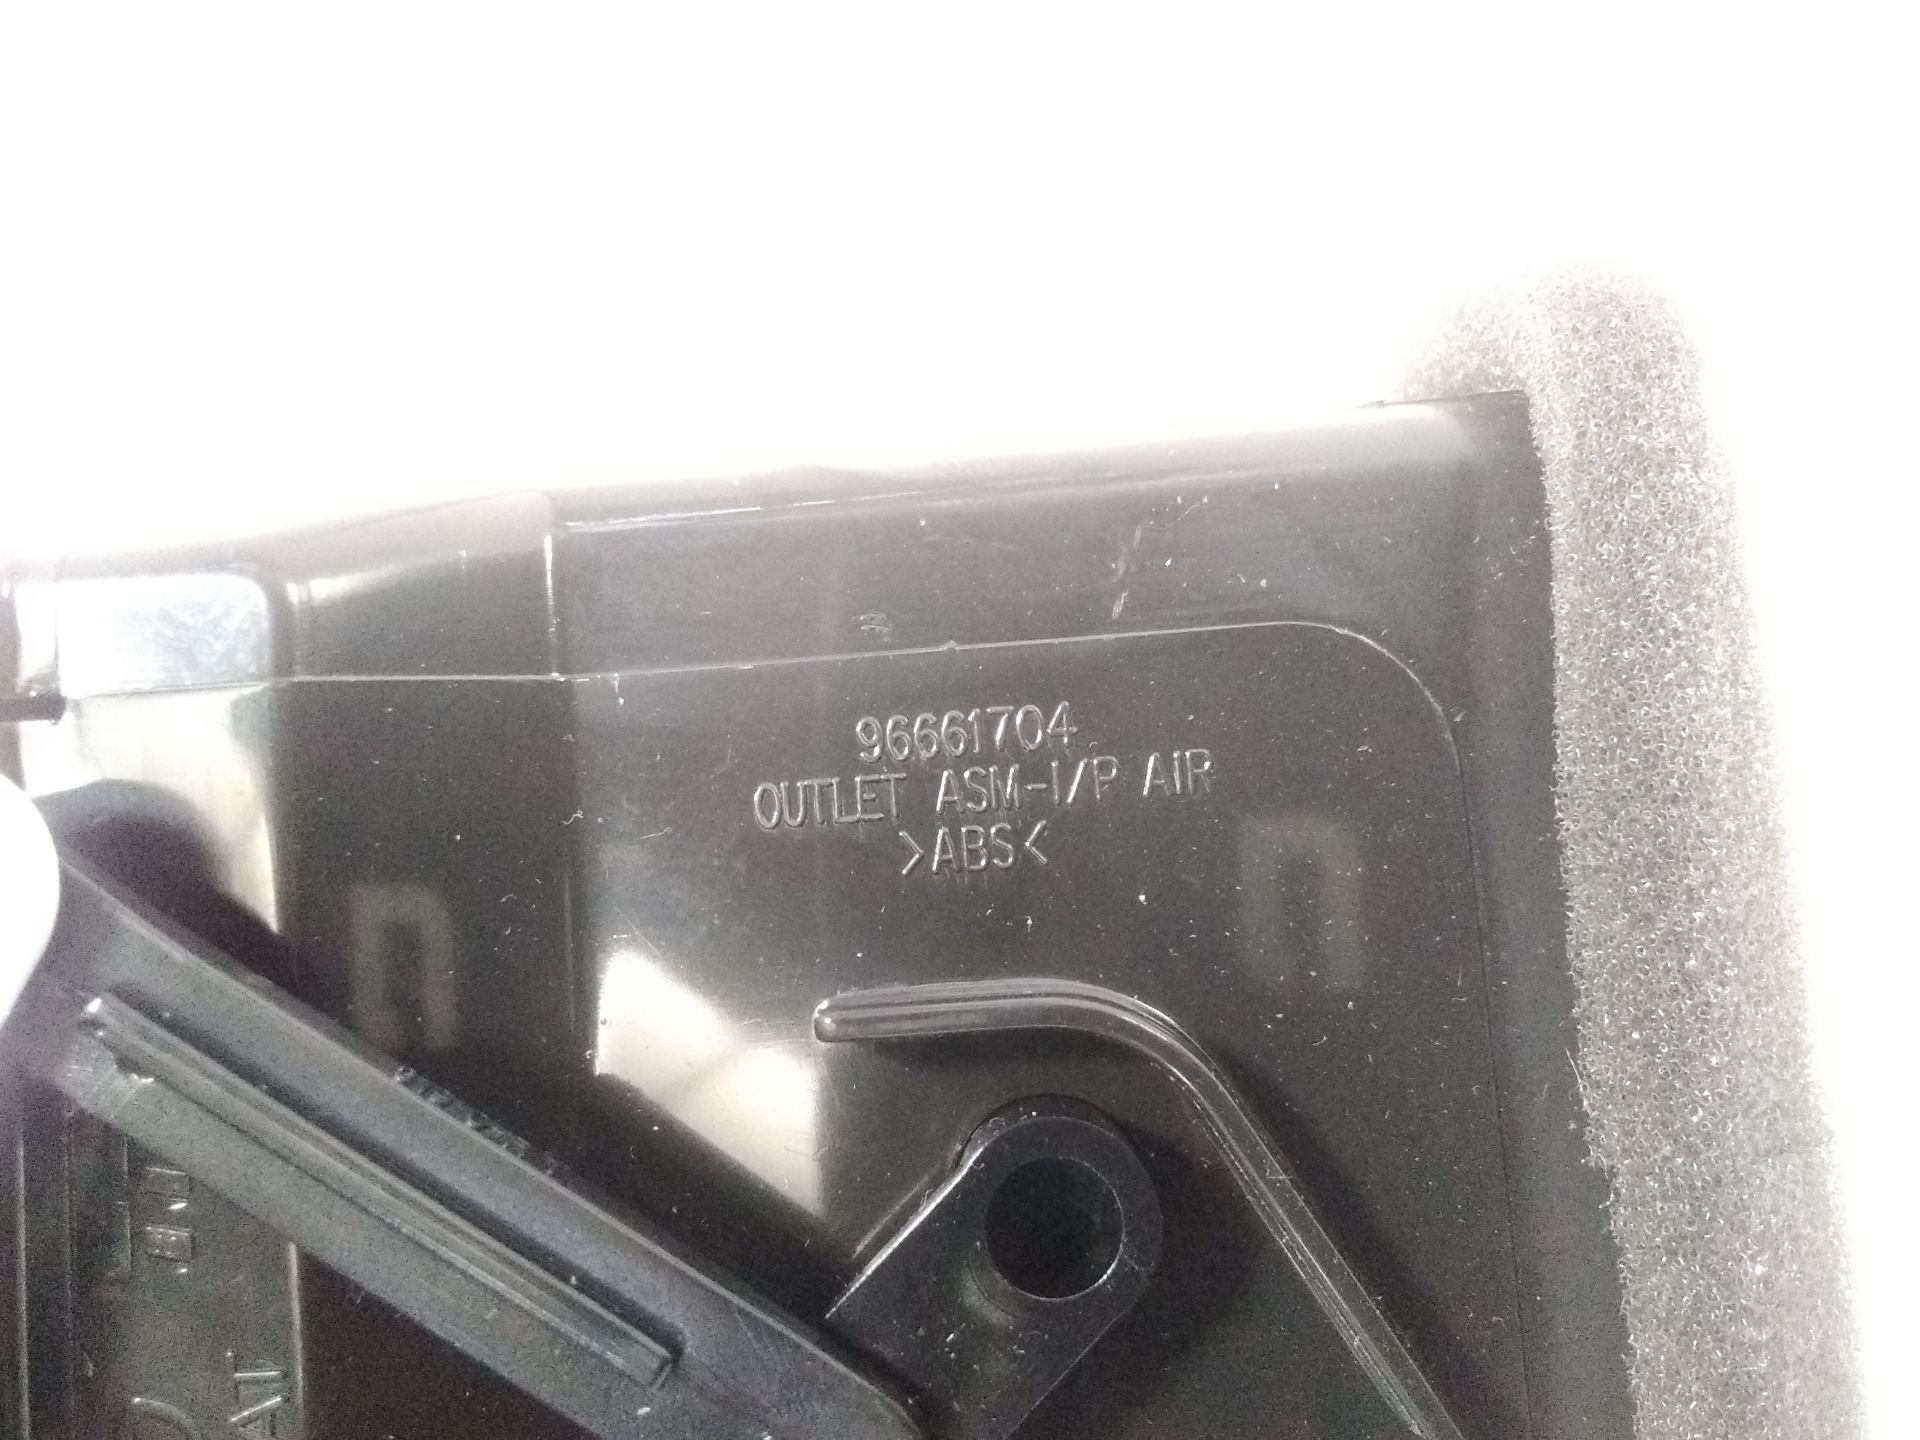 96661704
OUTLET ASM-I/P AIR
>ABS<